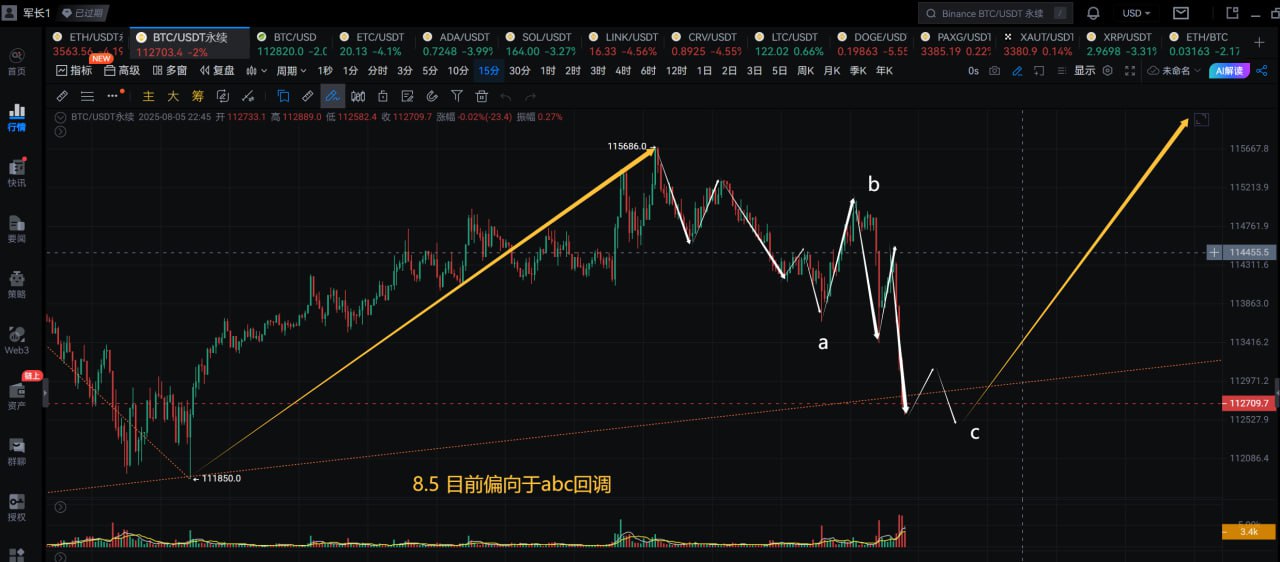 军长1 已过期 Binance BTC/USDT 永续 / USD
ETH/USDT永 BTC/USDT永续 BTC/USD ETC/USDT ADA/USDT SOL/USDT LINK/USDT CRV/USDT LTC/USDT DOGE/USDT PAXG/USDT XAUT/USDT XRP/USDT ETH/BTC
3563.56 -4.19 112703.4 -2% 112820.0 -2.0 20.13 -4.1% 0.7248 -3.99% 164.00 -3.27% 16.33 -4.56% 0.8925 -4.55% 122.02 0.66% 0.19863 -5.55 3385.19 0.22% 3380.9 0.14% 2.9698 -3.31% 0.03163 -2.17
NEW
指标 高级 多窗 复盘 周期 1秒 1分 分时 3分 5分 10分 15分 30分 1时 2时 3时 4时 6时 12时 1日 2日 3日 5日 周K 月K 季K 年K 0s 显示 未命名 AI解读
主 大 筹
BTC/USDT永续 2025-08-05 22:45 开 112733.1 高 112889.0 低 112582.4 收 112709.7 涨幅 -0.02%(-23.4) 振幅 0.27%
首页
行情
快讯
要闻
策略
Web3
链上
资产
群聊
授权
115686.0
b
a
c
111850.0
8.5 目前偏向于abc回调
115667.8
115213.9
114761.9
114455.5
114311.6
113863.0
113416.2
112971.2
112709.7
112527.9
112086.4
5.00k
3.4k